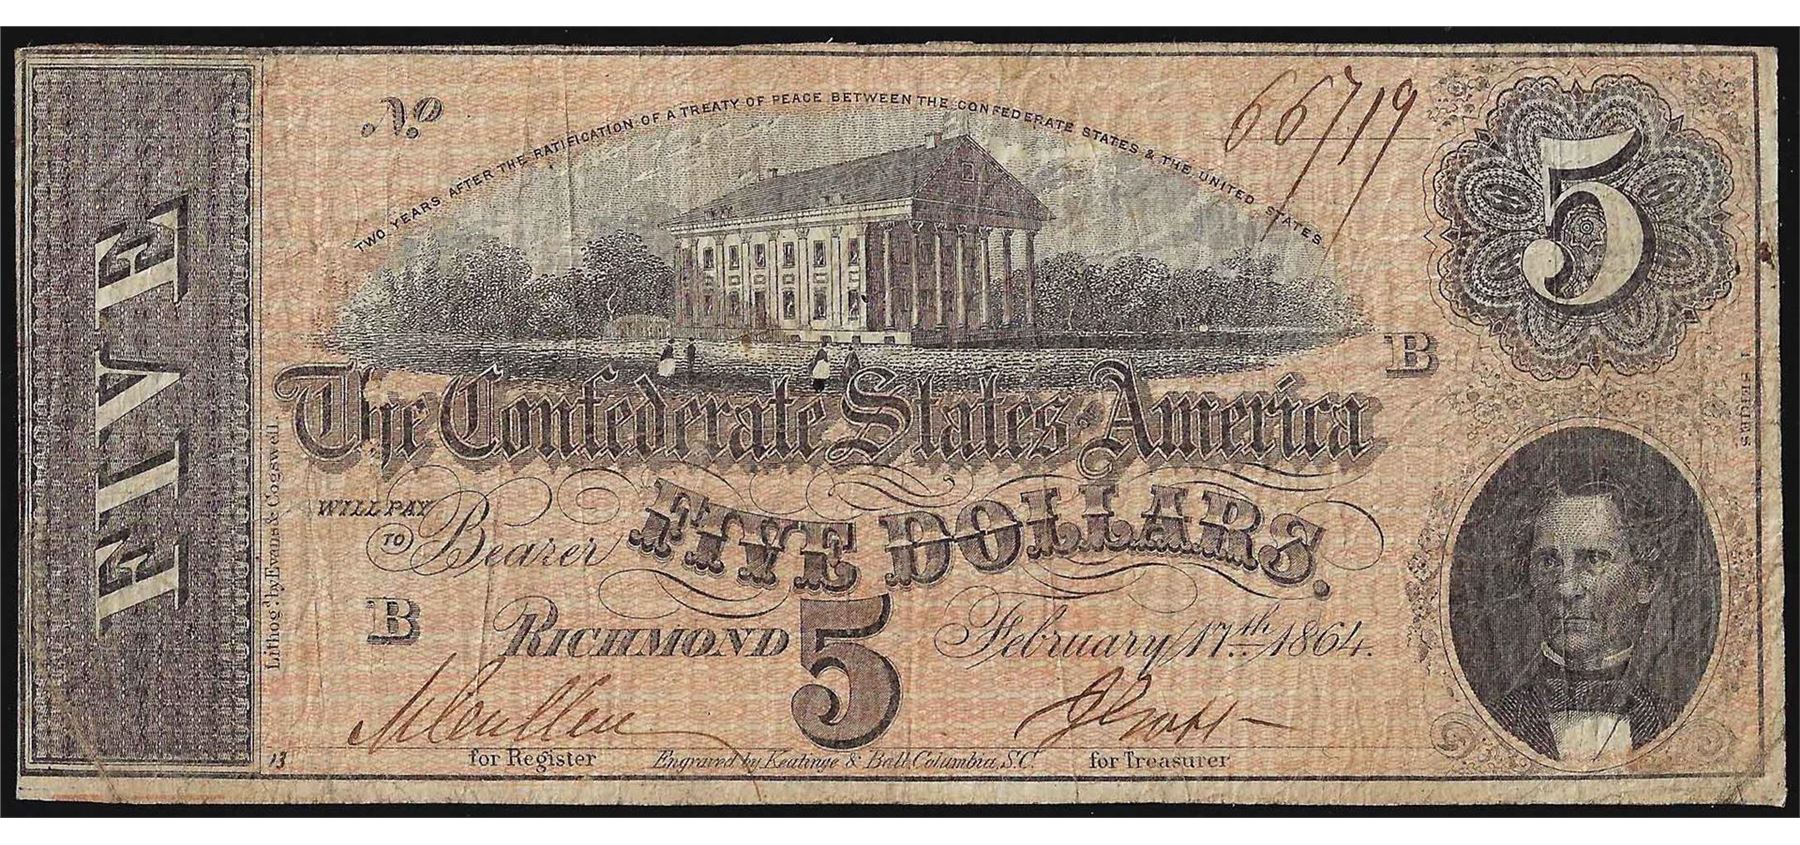 FIVE
No
66719
TWO YEARS AFTER THE RATIFICATION OF A TREATY OF PEACE BETWEEN THE CONFEDERATE STATES & THE UNITED STATES
5
B
1 SERIES.
The Confederate States America
WILL PAY
TO Bearer FIVE DOLLARS.
B RICHMOND 5 February 17th. 1864.
Lithog'd by Evans & Cogswell
13
for Register
Engraved by Keatinge & Ball Columbia, S.C.
for Treasurer